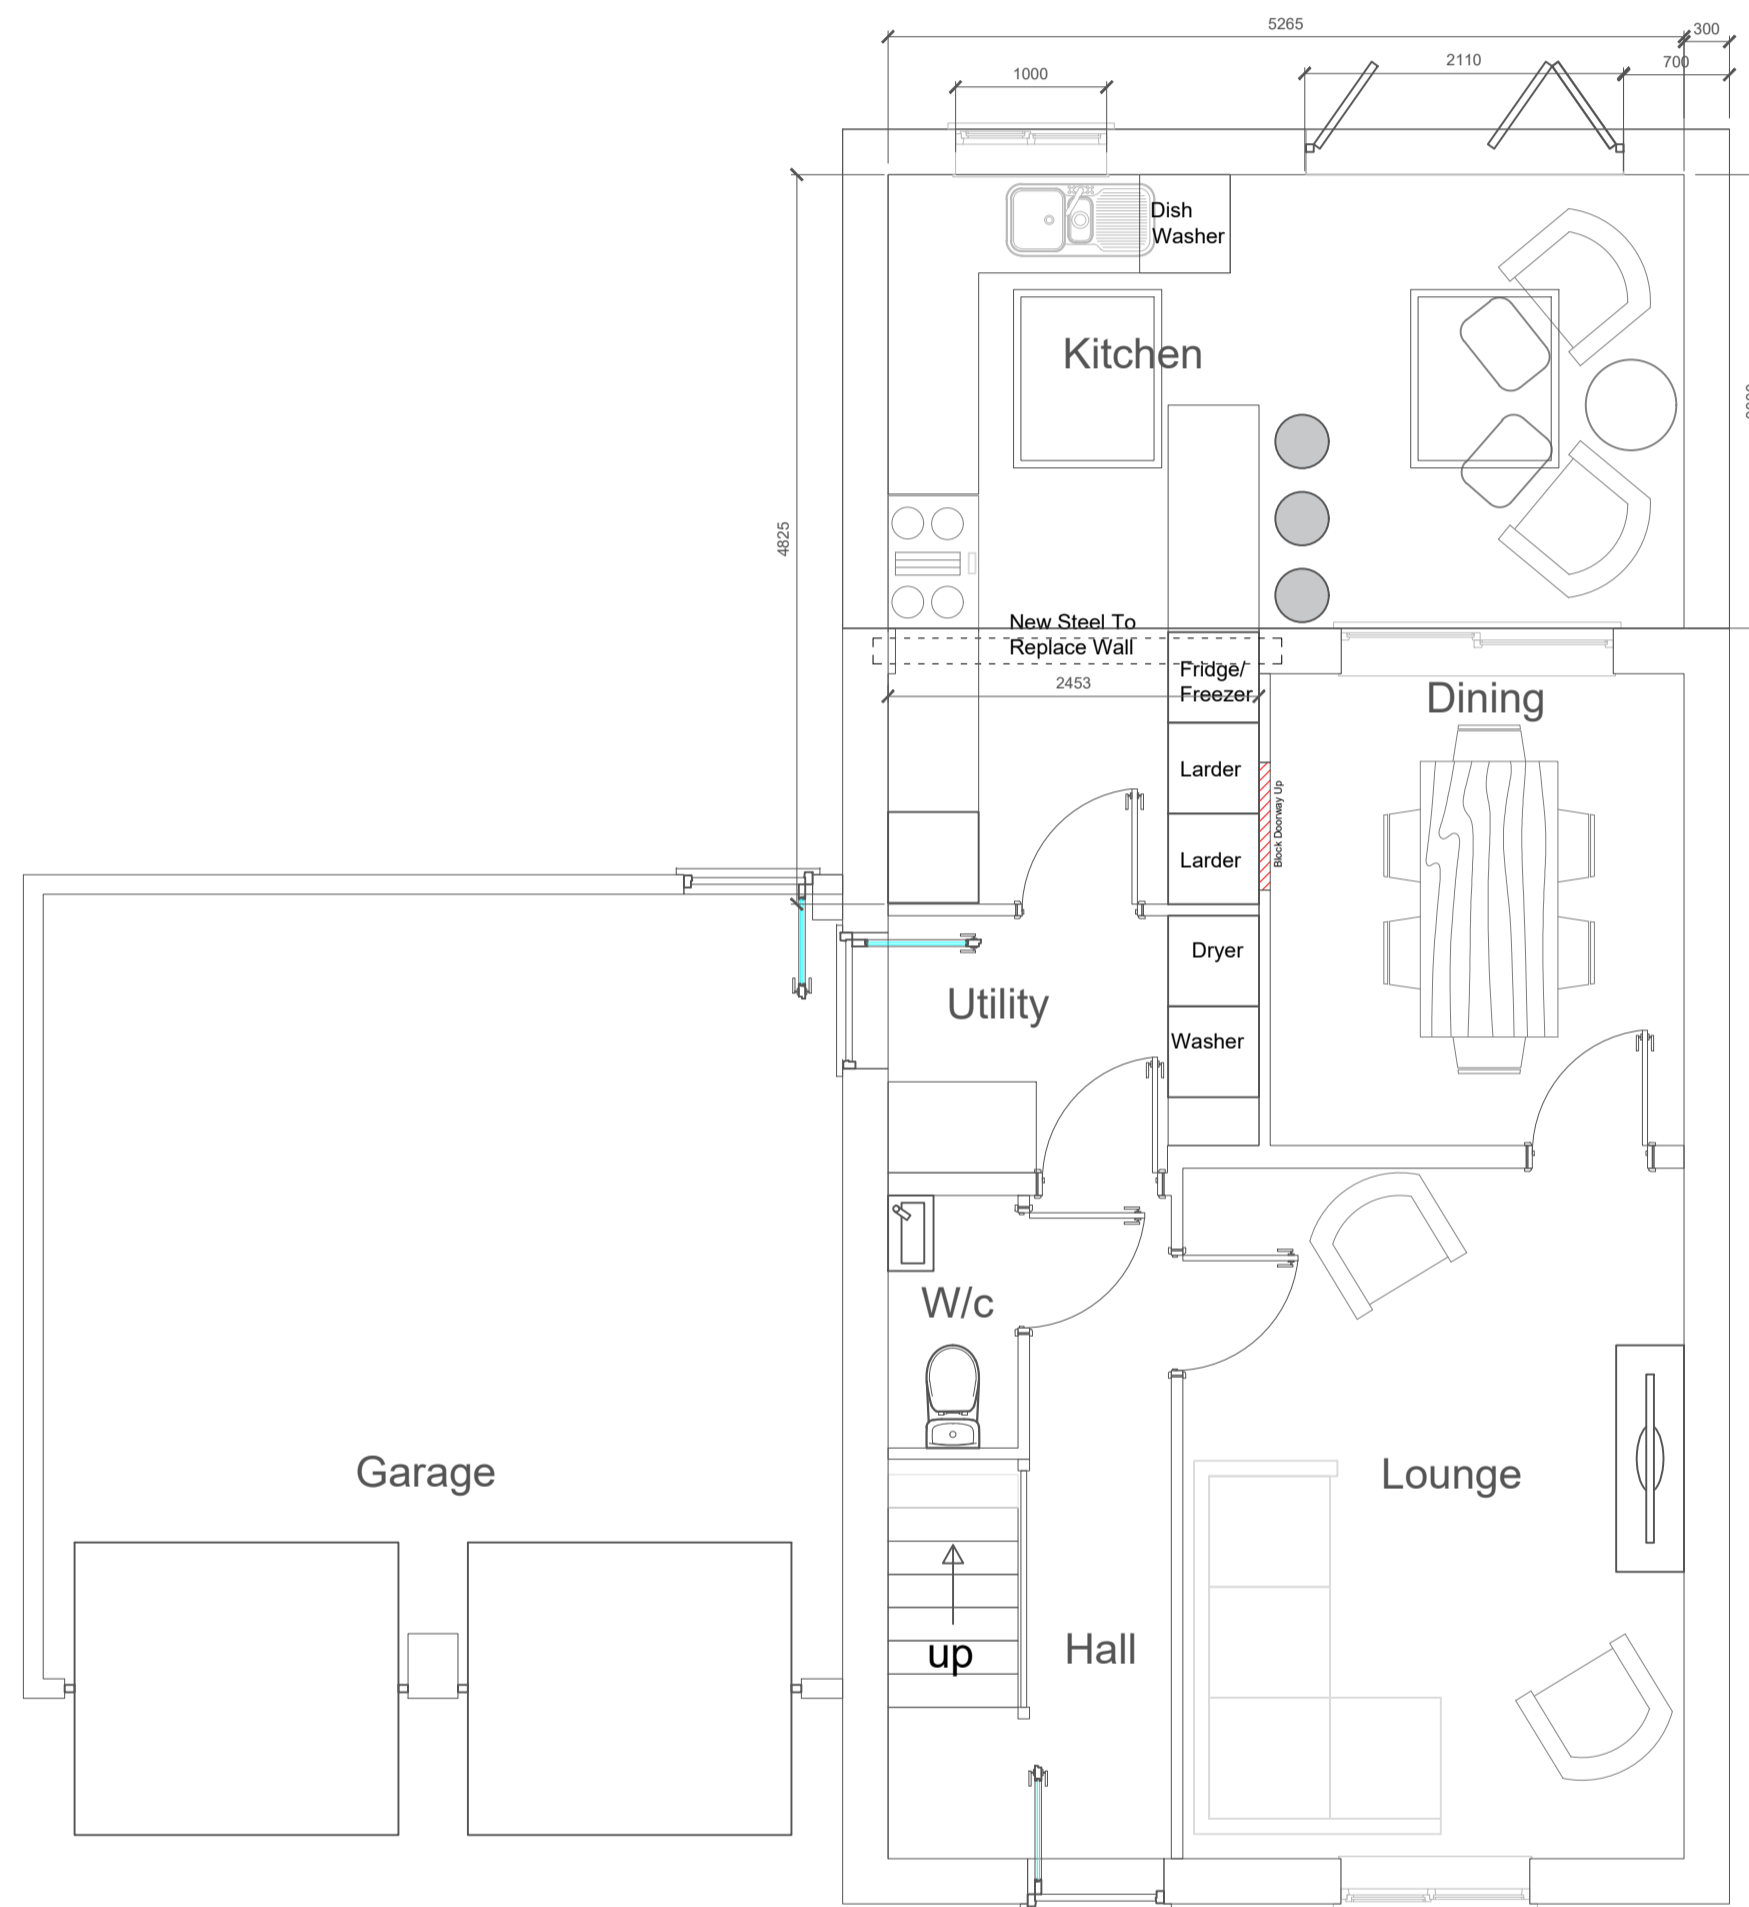 5265
300
1000
2110
700
Dish
Washer
Kitchen
4825
New Steel To
Replace Wall
Fridge/
Freezer
2453
Dining
Larder
Block Doorway Up
Larder
Dryer
Utility
Washer
W/c
Garage
Lounge
up
Hall